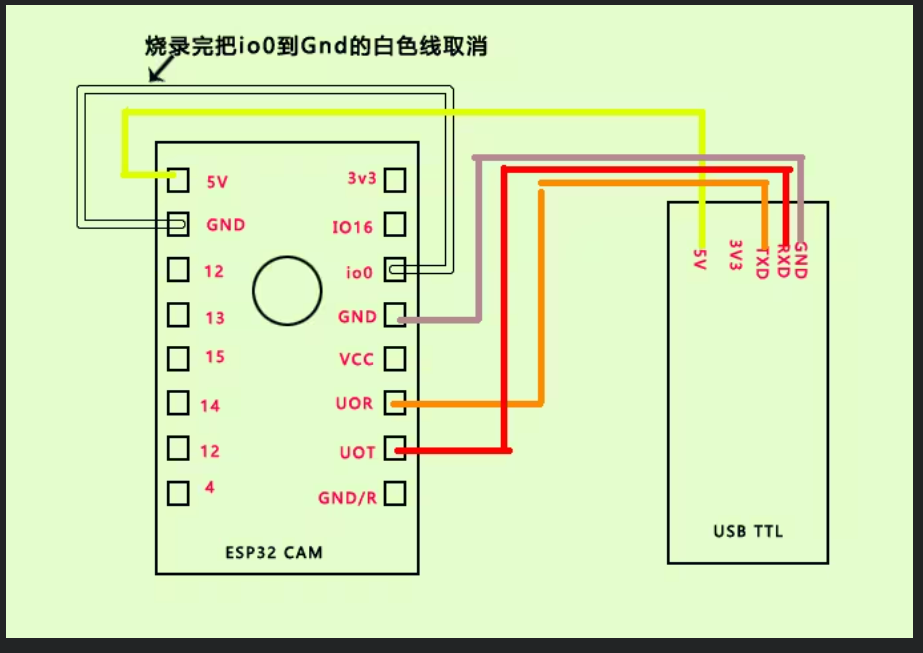 烧录完把io0到Gnd的白色线取消
5V
3v3
GND
IO16
12
io0
13
GND
15
VCC
14
UOR
12
UOT
4
GND/R
ESP32 CAM
5V
3V3
TXD
RXD
GND
USB TTL